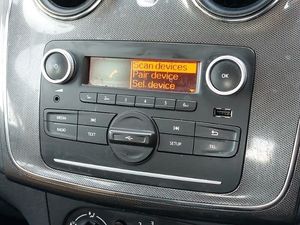 Scan devices
Pair device
Sel. device
OK
1 2 3 4 5 6
MEDIA
RADIO
TEXT
SETUP
TEL